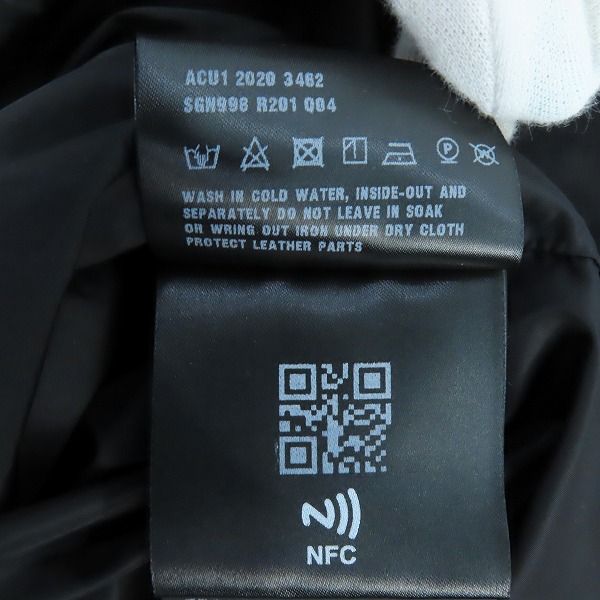 ACU1 2020 3462
SGN998 R201 Q04
WASH IN COLD WATER, INSIDE-OUT AND
SEPARATELY DO NOT LEAVE IN SOAK
OR WRING OUT IRON UNDER DRY CLOTH
PROTECT LEATHER PARTS
NFC